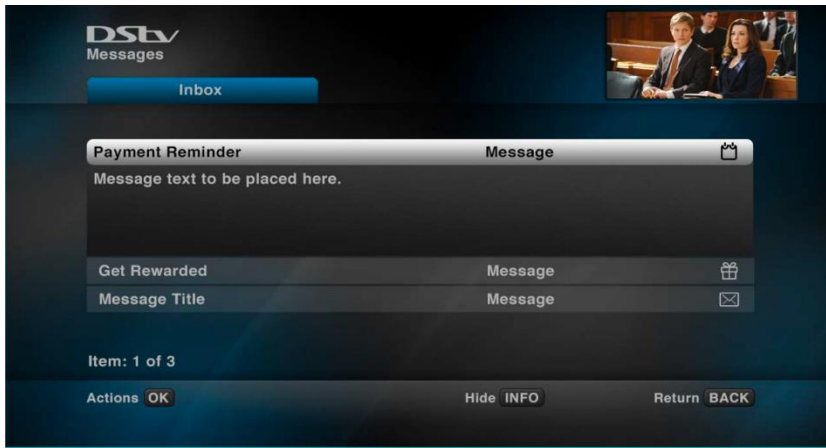 DStv
Messages
Inbox
Payment Reminder Message
Message text to be placed here.
Get Rewarded Message
Message Title Message
Item: 1 of 3
Actions OK Hide INFO Return BACK